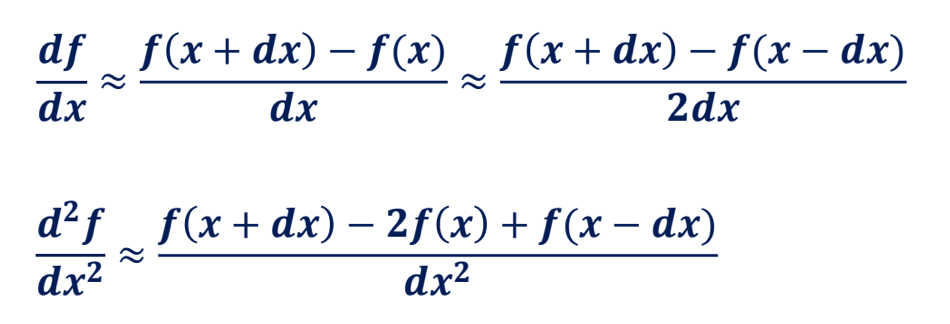 df/dx ≈ (f(x + dx) − f(x))/dx ≈ (f(x + dx) − f(x − dx))/2dx
d²f/dx² ≈ (f(x + dx) − 2f(x) + f(x − dx))/dx²